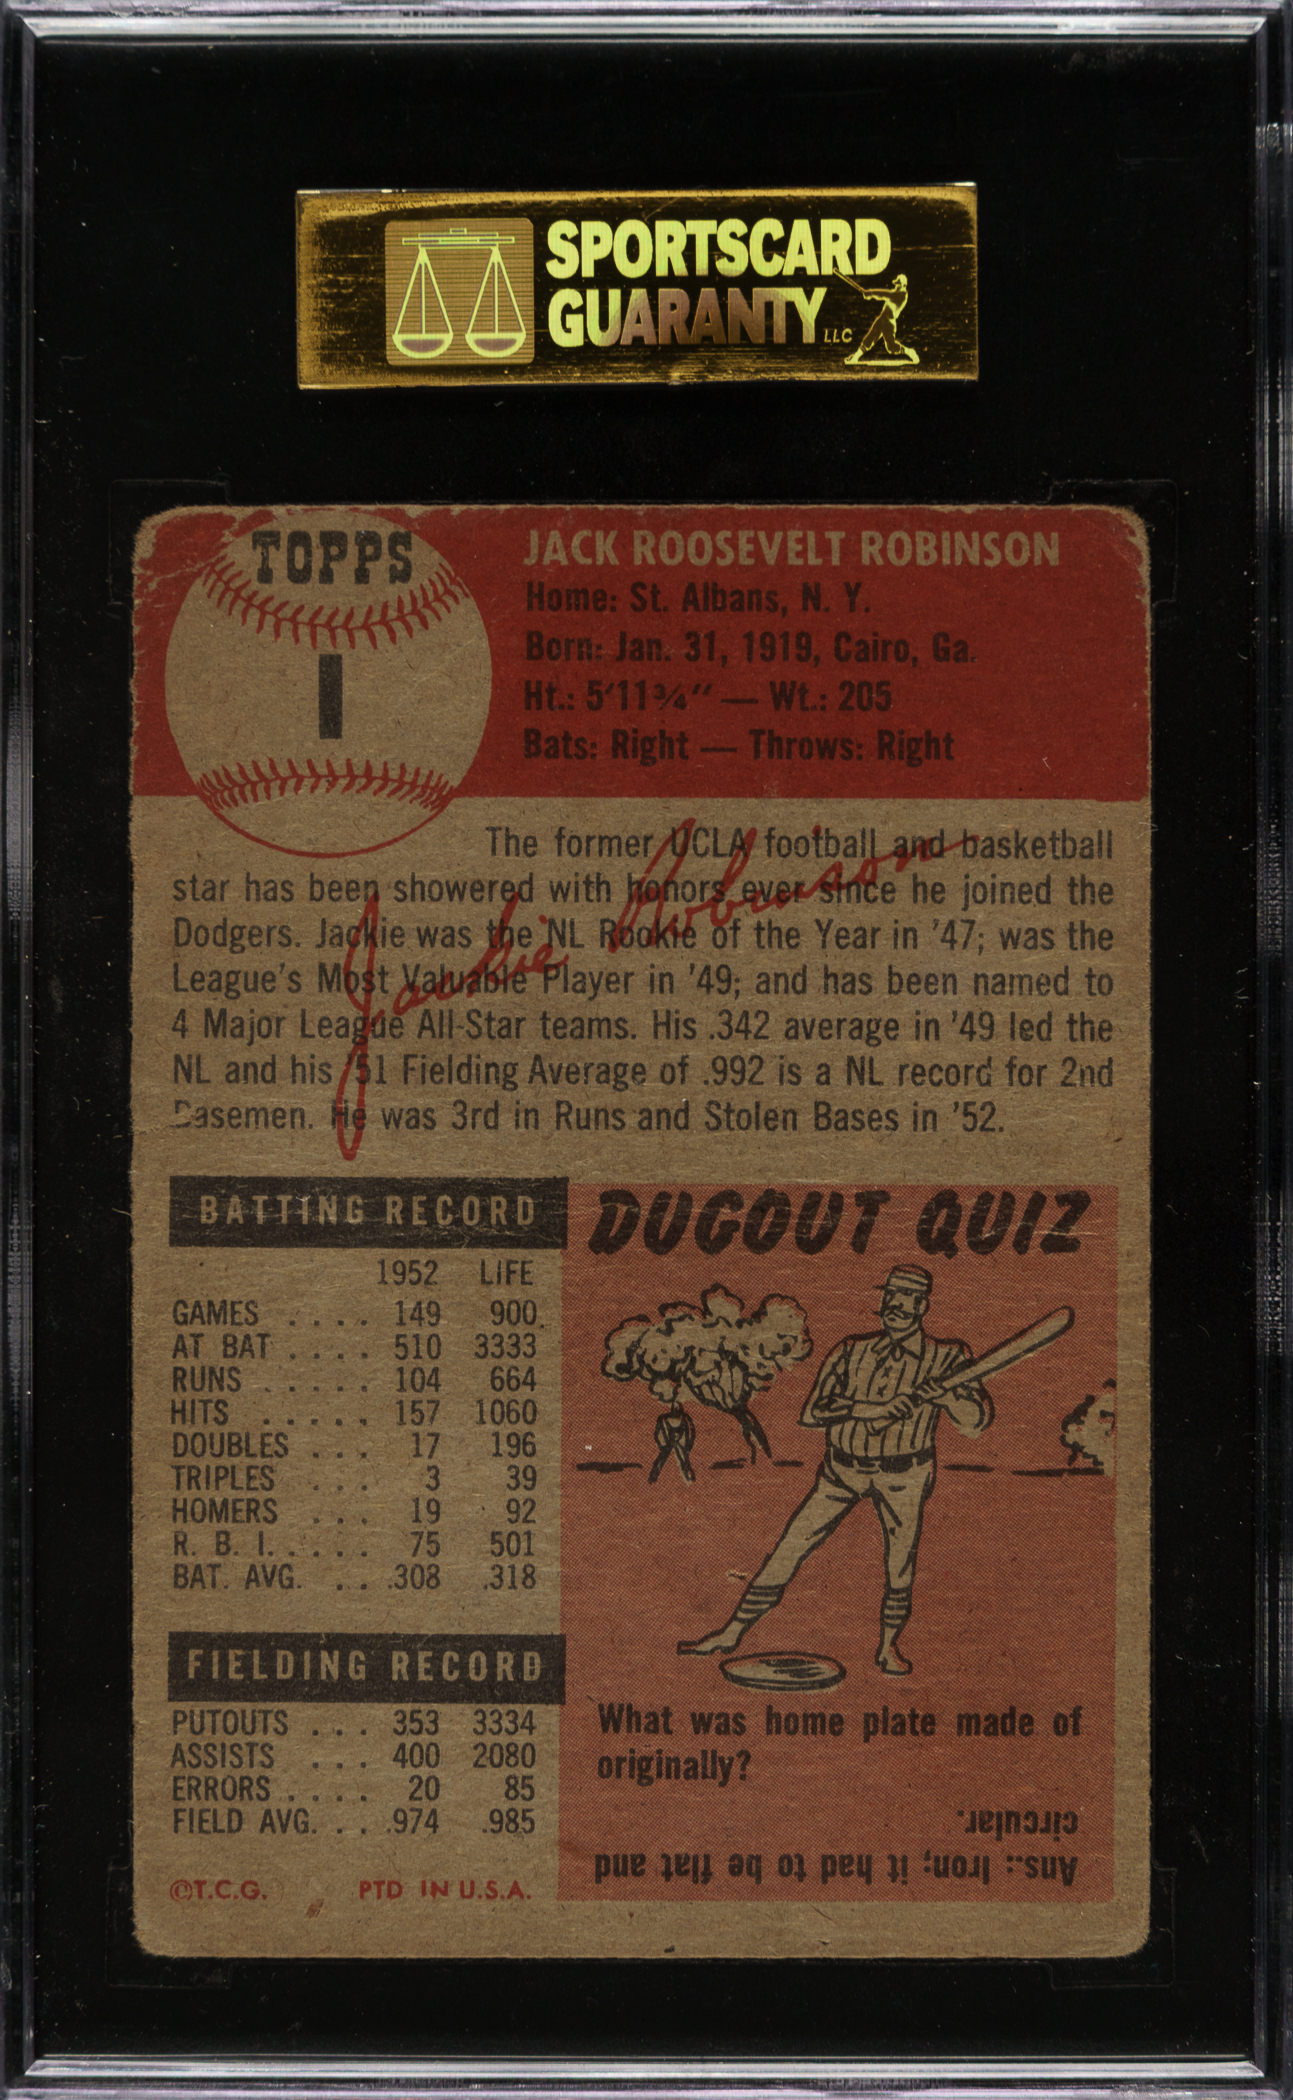 SPORTSCARD
GUARANTY LLC
TOPPS
1
JACK ROOSEVELT ROBINSON
Home: St. Albans, N. Y.
Born: Jan. 31, 1919, Cairo, Ga.
Ht.: 5'11¾" — Wt.: 205
Bats: Right — Throws: Right
The former UCLA football and basketball
star has been showered with honors ever since he joined the
Dodgers. Jackie was the NL Rookie of the Year in '47; was the
League's Most Valuable Player in '49; and has been named to
4 Major League All-Star teams. His .342 average in '49 led the
NL and his '51 Fielding Average of .992 is a NL record for 2nd
Basemen. He was 3rd in Runs and Stolen Bases in '52.
Jackie Robinson
BATTING RECORD
1952 LIFE
GAMES . . . . 149 900
AT BAT . . . . 510 3333
RUNS . . . . . 104 664
HITS . . . . . 157 1060
DOUBLES . . . 17 196
TRIPLES . . . 3 39
HOMERS . . . 19 92
R. B. I. . . . . 75 501
BAT. AVG. . . .308 .318
FIELDING RECORD
PUTOUTS . . . 353 3334
ASSISTS . . . 400 2080
ERRORS . . . . 20 85
FIELD AVG. . . .974 .985
©T.C.G. PTD IN U.S.A.
DUGOUT QUIZ
What was home plate made of
originally?
Ans.: Iron; it had to be flat and
circular.